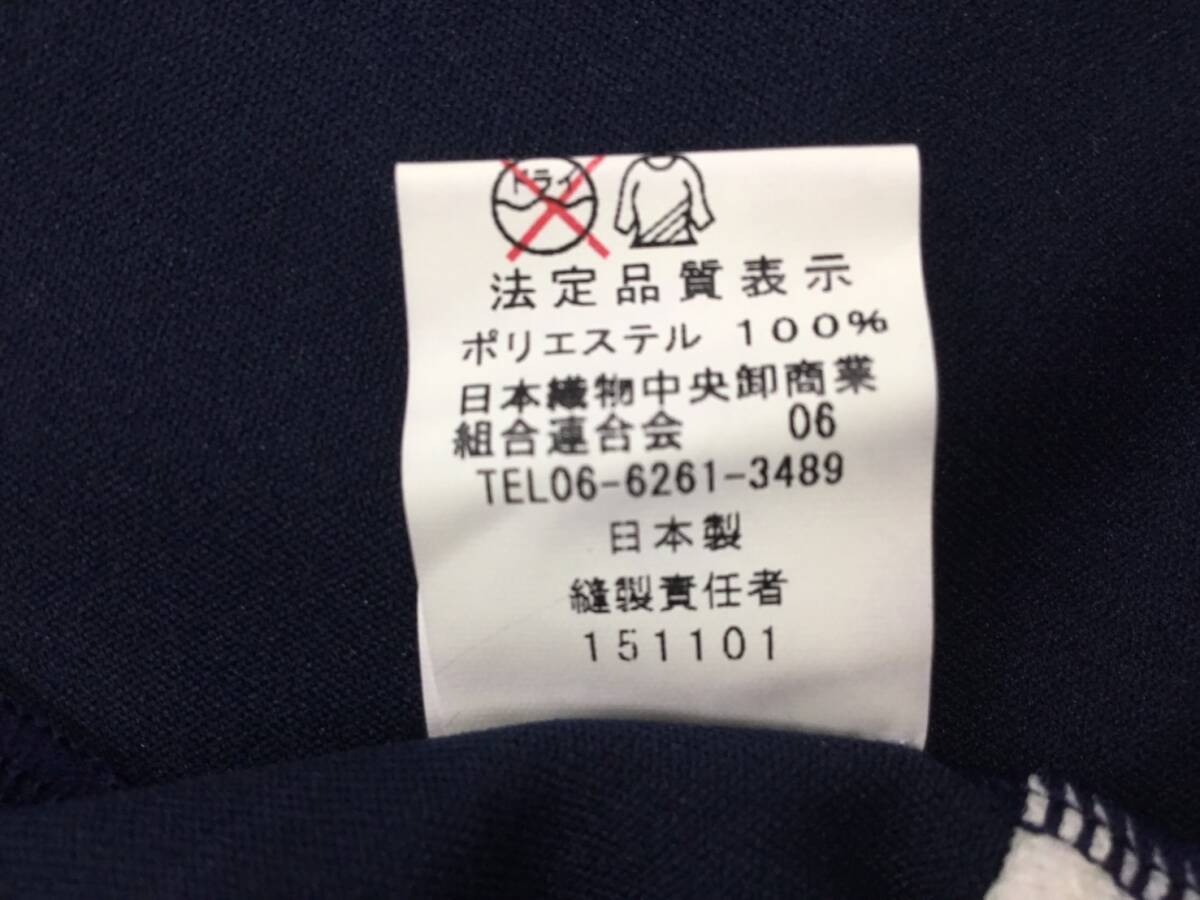 ドライ
法定品質表示
ポリエステル 100%
日本織物中央卸商業
組合連合会 06
TEL06-6261-3489
日本製
縫製責任者
151101